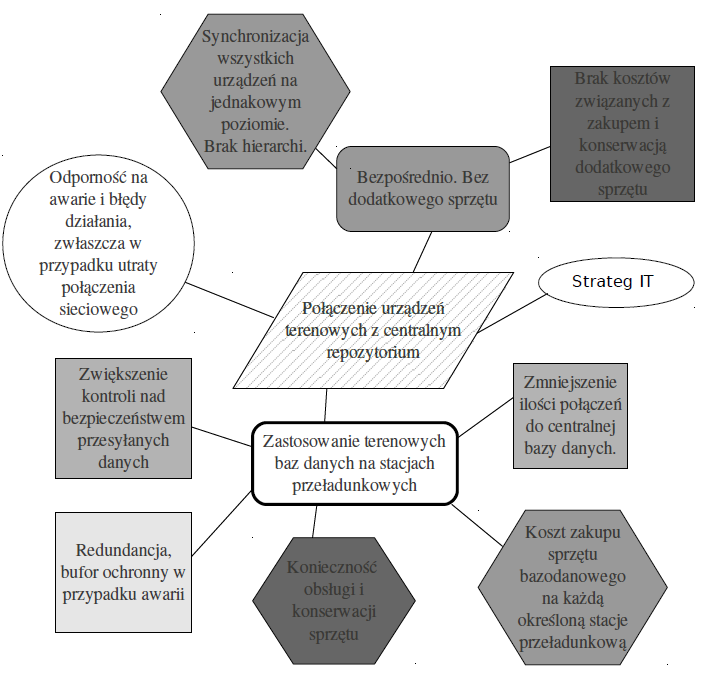 Synchronizacja
wszystkich
urządzeń na
jednakowym
poziomie.
Brak hierarchi.
Brak kosztów
związanych z
zakupem i
konserwacją
dodatkowego
sprzętu
Bezpośrednio. Bez
dodatkowego sprzętu
Odporność na
awarie i błędy
działania,
zwłaszcza w
przypadku utraty
połączenia
sieciowego
Strateg IT
Połączenie urządzeń
terenowych z centralnym
repozytorium
Zwiększenie
kontroli nad
bezpieczeństwem
przesyłanych
danych
Zmniejszenie
ilości połączeń
do centralnej
bazy danych.
Zastosowanie terenowych
baz danych na stacjach
przeładunkowych
Redundancja,
bufor ochronny w
przypadku awarii
Konieczność
obsługi i
konserwacji
sprzętu
Koszt zakupu
sprzętu
bazodanowego
na każdą
określoną stacje
przeładunkową